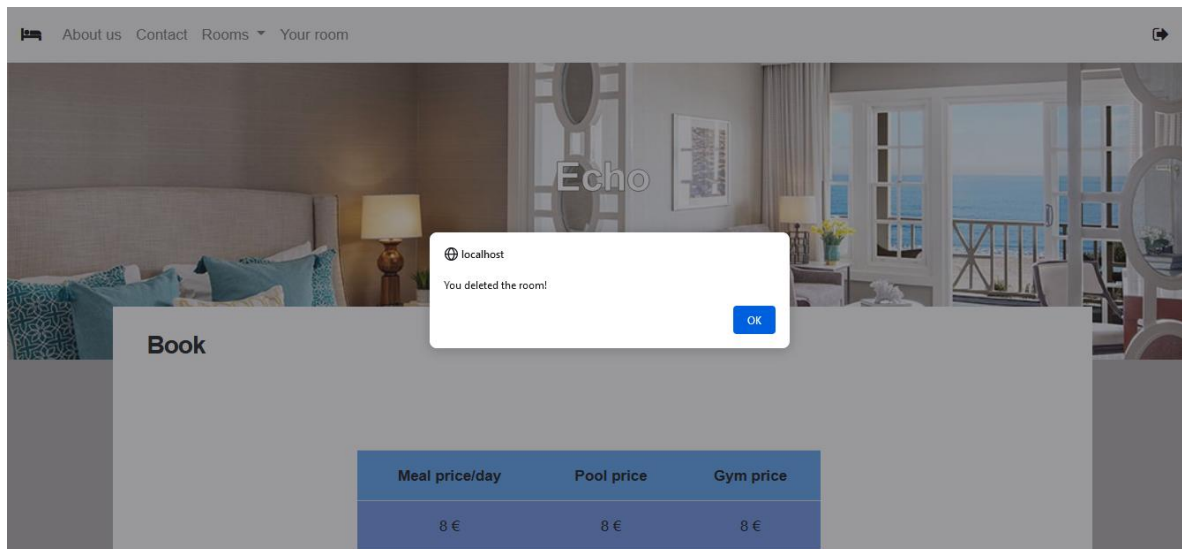 About us Contact Rooms Your room
Echo
localhost
You deleted the room!
OK
Book
Meal price/day Pool price Gym price
8 € 8 € 8 €